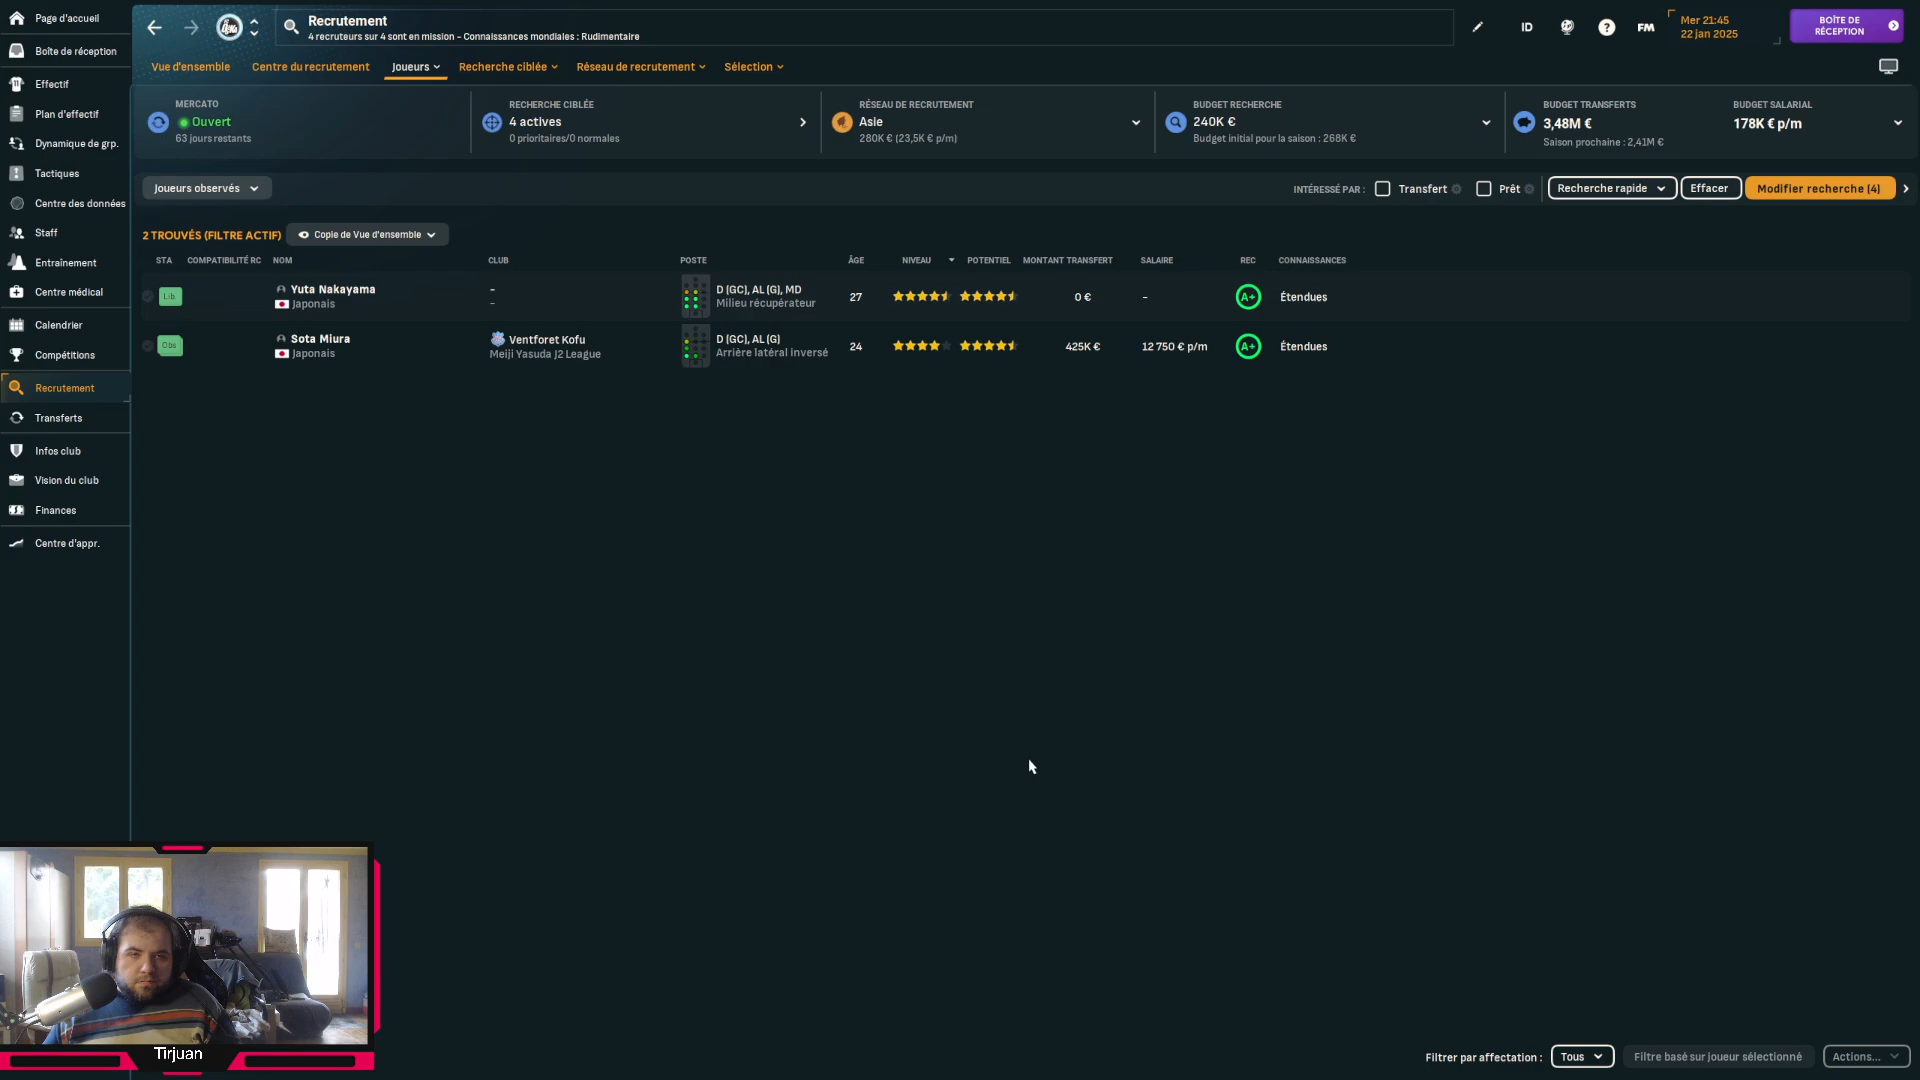 Page d'accueil
Boîte de réception
Effectif
Plan d'effectif
Dynamique de grp.
Tactiques
Centre des données
Staff
Entraînement
Centre médical
Calendrier
Compétitions
Recrutement
Transferts
Infos club
Vision du club
Finances
Centre d'appr.
Recrutement
4 recruteurs sur 4 sont en mission - Connaissances mondiales : Rudimentaire
ID
?
FM
Mer 21:45
22 jan 2025
BOÎTE DE
RÉCEPTION
Vue d'ensemble
Centre du recrutement
Joueurs
Recherche ciblée
Réseau de recrutement
Sélection
MERCATO
Ouvert
63 jours restants
RECHERCHE CIBLÉE
4 actives
0 prioritaires/0 normales
RÉSEAU DE RECRUTEMENT
Asie
280K € (23,5K € p/m)
BUDGET RECHERCHE
240K €
Budget initial pour la saison : 268K €
BUDGET TRANSFERTS
3,48M €
Saison prochaine : 2,41M €
BUDGET SALARIAL
178K € p/m
Joueurs observés
INTÉRESSÉ PAR :
Transfert
Prêt
Recherche rapide
Effacer
Modifier recherche (4)
2 TROUVÉS (FILTRE ACTIF)
Copie de Vue d'ensemble
STA COMPATIBILITÉ RC NOM CLUB POSTE ÂGE NIVEAU POTENTIEL MONTANT TRANSFERT SALAIRE REC CONNAISSANCES
Lib.
Yuta Nakayama
Japonais
-
-
D (GC), AL (G), MD
Milieu récupérateur
27
0 €
-
A+
Étendues
Obs
Sota Miura
Japonais
Ventforet Kofu
Meiji Yasuda J2 League
D (GC), AL (G)
Arrière latéral inversé
24
425K €
12 750 € p/m
A+
Étendues
Tirjuan
Filtrer par affectation :
Tous
Filtre basé sur joueur sélectionné
Actions...